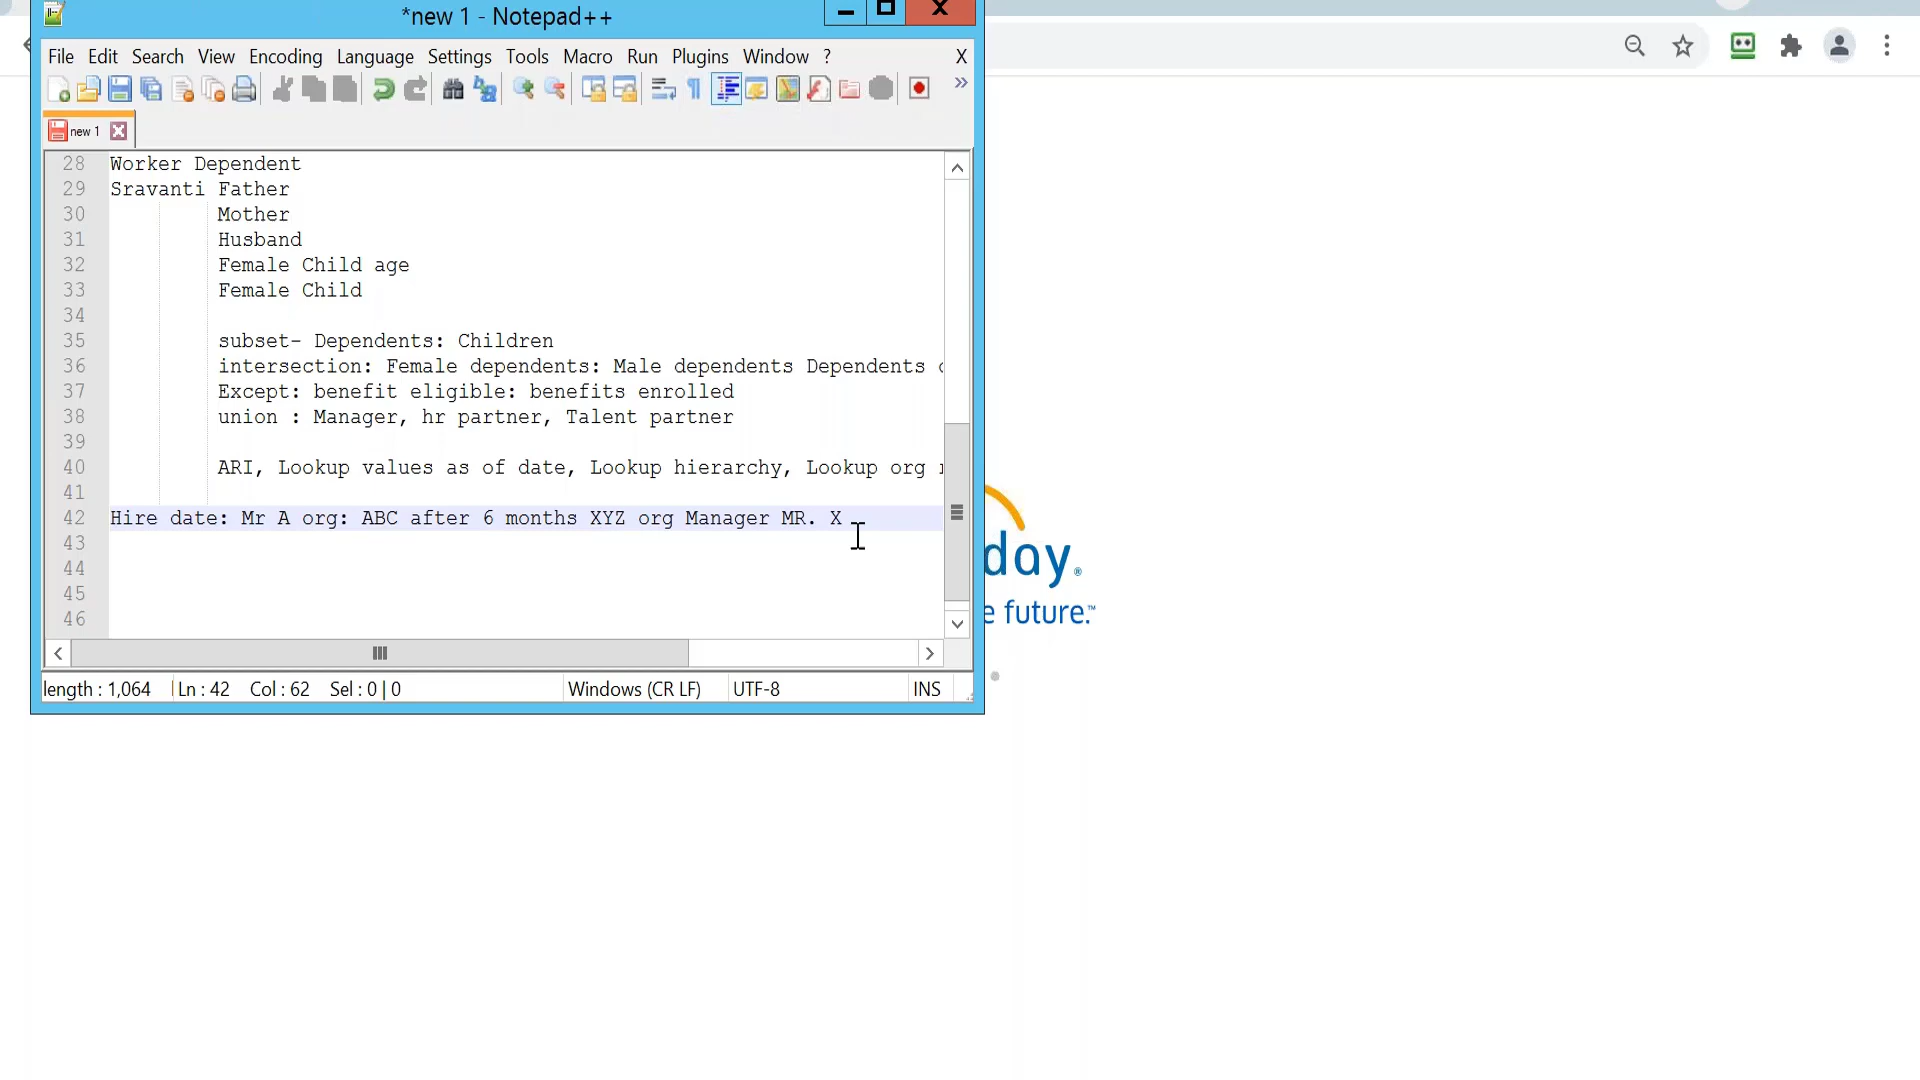 *new 1 - Notepad++
File Edit Search View Encoding Language Settings Tools Macro Run Plugins Window ? X
new 1
28 Worker Dependent
29 Sravanti Father
30 Mother
31 Husband
32 Female Child age
33 Female Child
34
35 subset- Dependents: Children
36 intersection: Female dependents: Male dependents Dependents
37 Except: benefit eligible: benefits enrolled
38 union : Manager, hr partner, Talent partner
39
40 ARI, Lookup values as of date, Lookup hierarchy, Lookup org
41
42 Hire date: Mr A org: ABC after 6 months XYZ org Manager MR. X
43
44
45
46
length : 1,064 Ln : 42 Col : 62 Sel : 0 | 0 Windows (CR LF) UTF-8 INS
day.®
e future.™